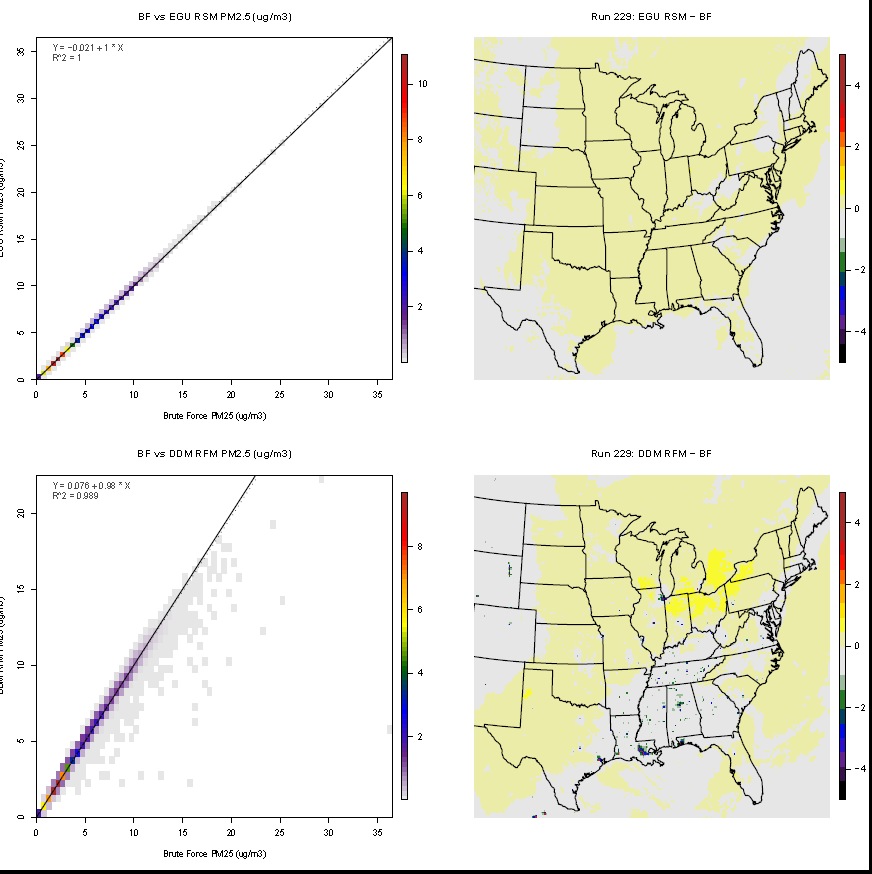 BF vs EGU RSM PM2.5 (ug/m3)
Y = −0.021 + 1 * X
R^2 = 1
35
30
25
20
15
10
5
0
0 5 10 15 20 25 30 35
Brute Force PM25 (ug/m3)
10
8
6
4
2
Run 229: EGU RSM − BF
4
2
0
−2
−4
BF vs DDM RFM PM2.5 (ug/m3)
Y = 0.076 + 0.98 * X
R^2 = 0.989
20
15
10
5
0
0 5 10 15 20 25 30 35
Brute Force PM25 (ug/m3)
8
6
4
2
Run 229: DDM RFM − BF
4
2
0
−2
−4